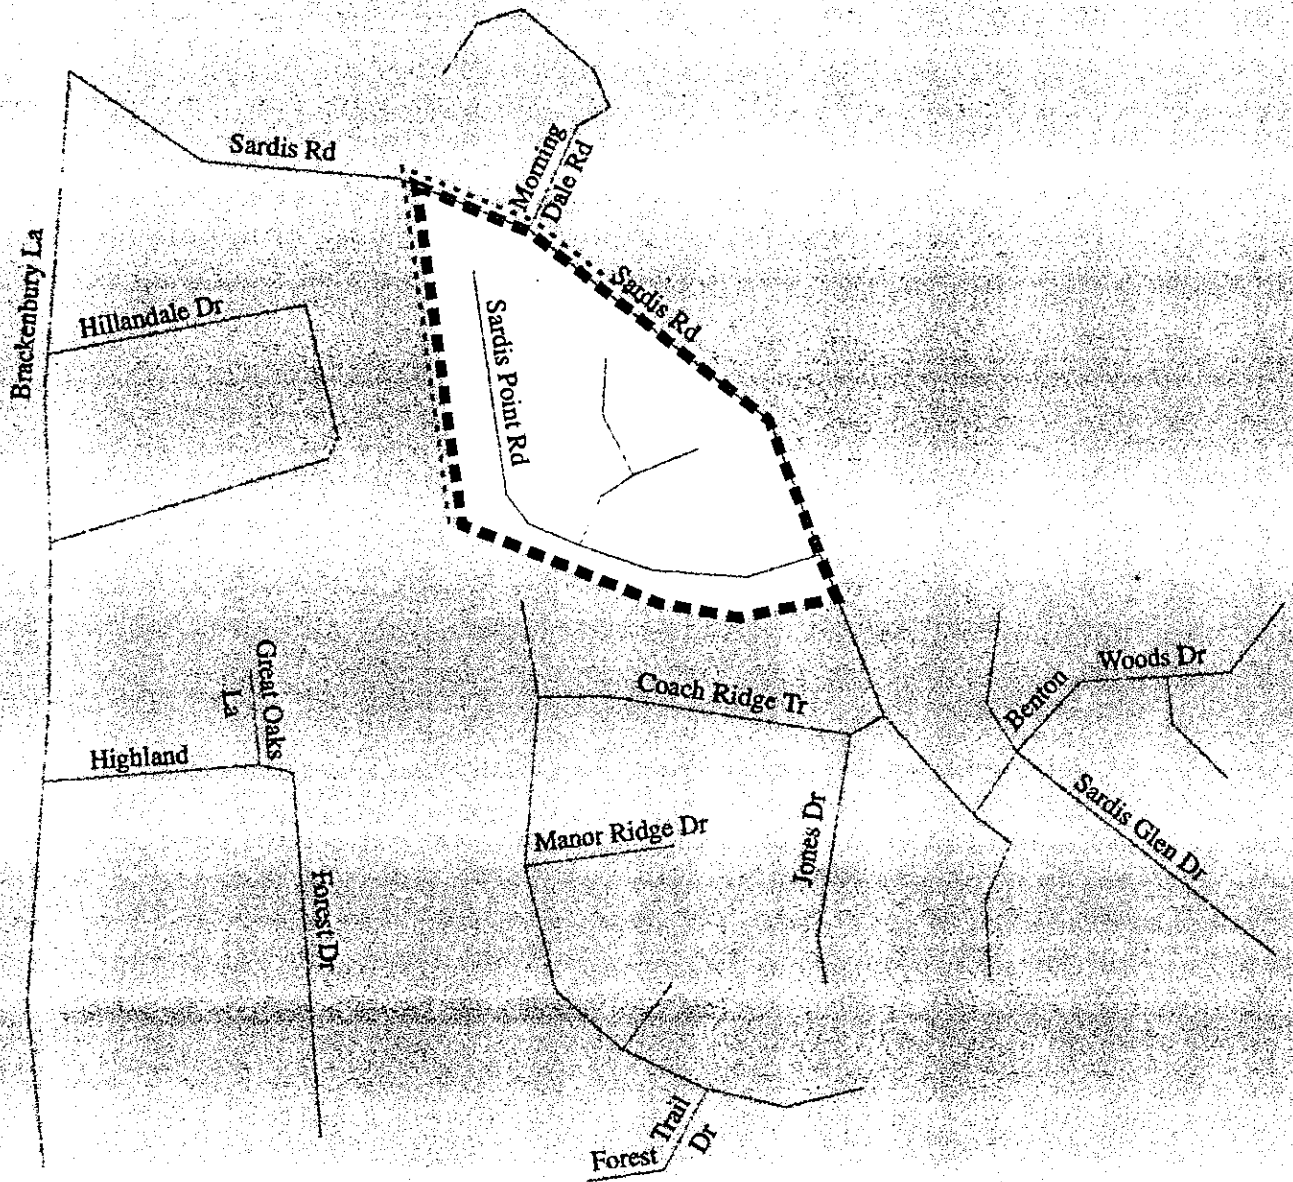 Sardis Rd
Morning
Dale Rd
Brackenbury La
Hillandale Dr
Sardis Rd
Sardis Point Rd
Great Oaks
La
Highland
Forest Dr
Coach Ridge Tr
Manor Ridge Dr
Jones Dr
Benton
Woods Dr
Sardis Glen Dr
Forest
Trail
Dr